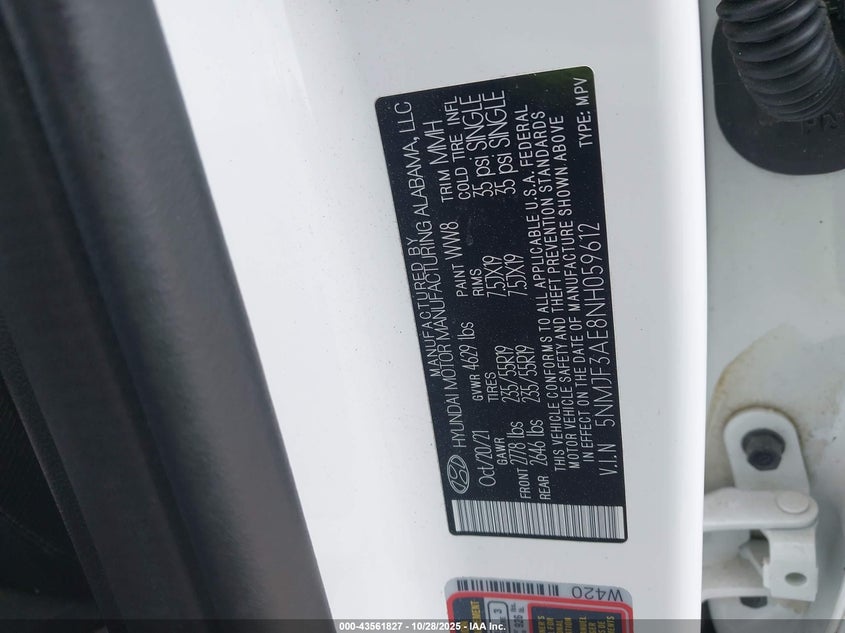 MANUFACTURED BY
HYUNDAI MOTOR MANUFACTURING ALABAMA, LLC
Oct/20/21 GVWR 4629 lbs PAINT WW8 TRIM MMH
GAWR TIRES RIMS COLD TIRE INFL
FRONT 2778 lbs 235/55R19 7.5JX19 35 psi: SINGLE
REAR 2646 lbs 235/55R19 7.5JX19 35 psi SINGLE
THIS VEHICLE CONFORMS TO ALL APPLICABLE U.S.A. FEDERAL
MOTOR VEHICLE SAFETY AND THEFT PREVENTION STANDARDS
IN EFFECT ON THE DATE OF MANUFACTURE SHOWN ABOVE
V.I.N 5NMJF3AE8NH059612 TYPE: MPV
W420
000-43561827 - 10/28/2025 - COPYRIGHT IAA, LLC